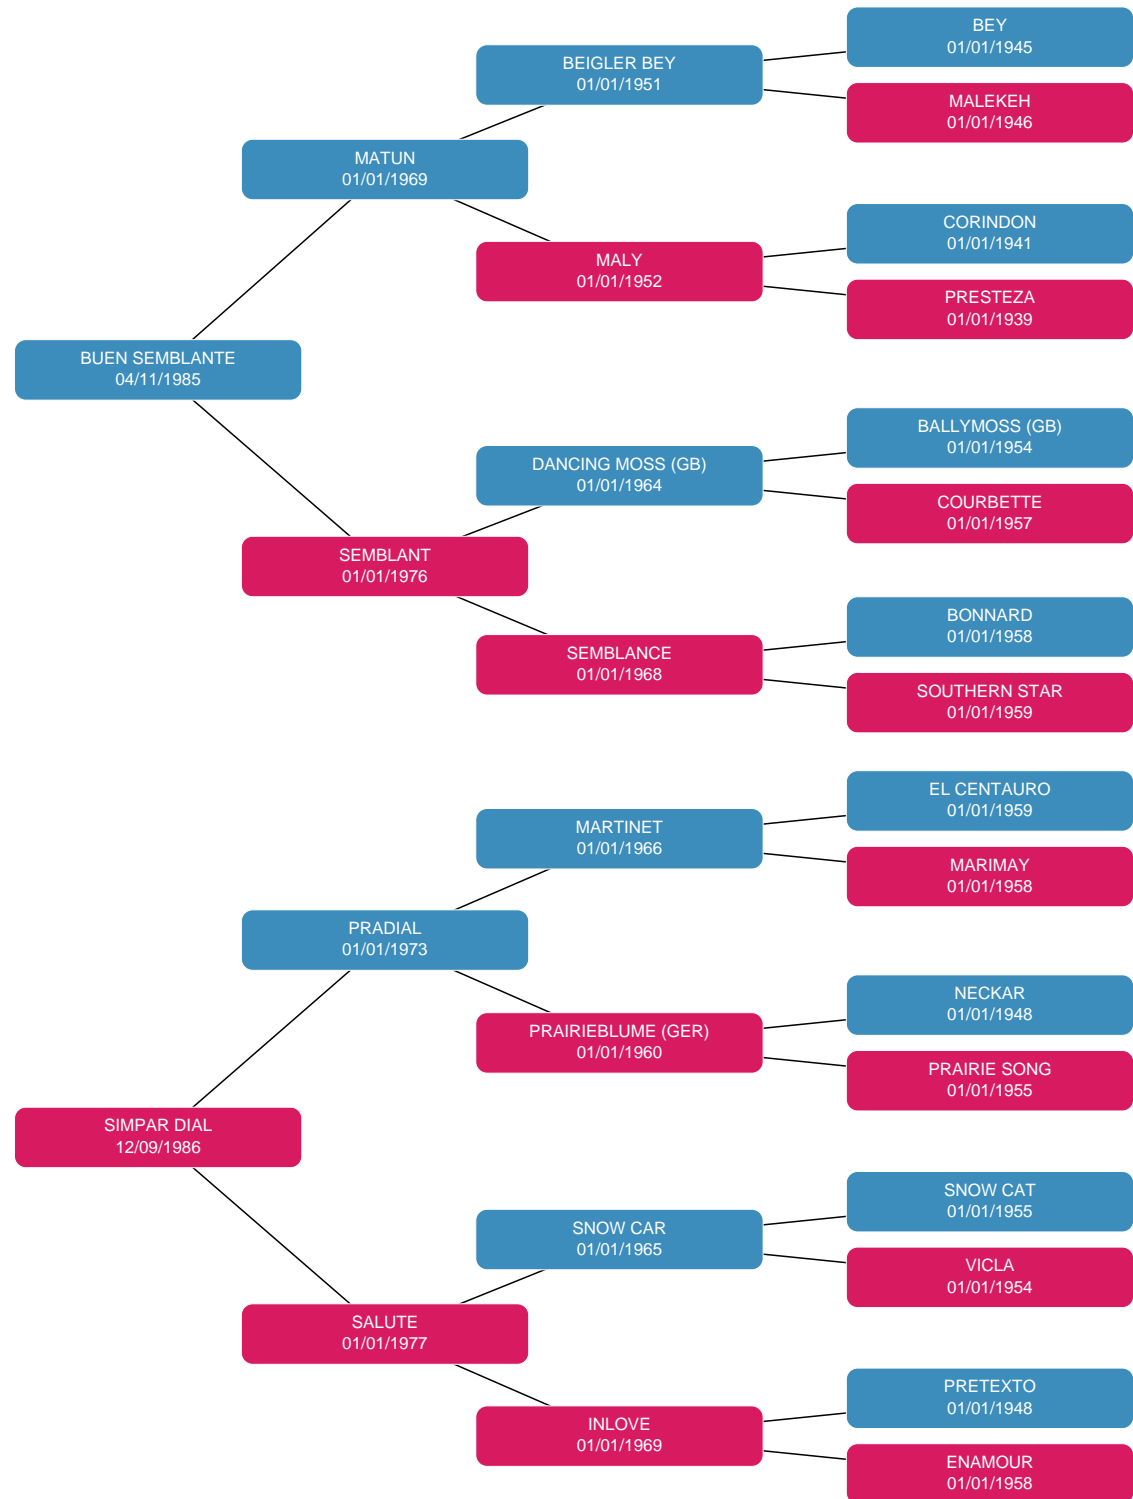 BEY
01/01/1945
BEIGLER BEY
01/01/1951
MALEKEH
01/01/1946
MATUN
01/01/1969
CORINDON
01/01/1941
MALY
01/01/1952
PRESTEZA
01/01/1939
BUEN SEMBLANTE
04/11/1985
BALLYMOSS (GB)
01/01/1954
DANCING MOSS (GB)
01/01/1964
COURBETTE
01/01/1957
SEMBLANT
01/01/1976
BONNARD
01/01/1958
SEMBLANCE
01/01/1968
SOUTHERN STAR
01/01/1959
EL CENTAURO
01/01/1959
MARTINET
01/01/1966
MARIMAY
01/01/1958
PRADIAL
01/01/1973
NECKAR
01/01/1948
PRAIRIEBLUME (GER)
01/01/1960
PRAIRIE SONG
01/01/1955
SIMPAR DIAL
12/09/1986
SNOW CAT
01/01/1955
SNOW CAR
01/01/1965
VICLA
01/01/1954
SALUTE
01/01/1977
PRETEXTO
01/01/1948
INLOVE
01/01/1969
ENAMOUR
01/01/1958